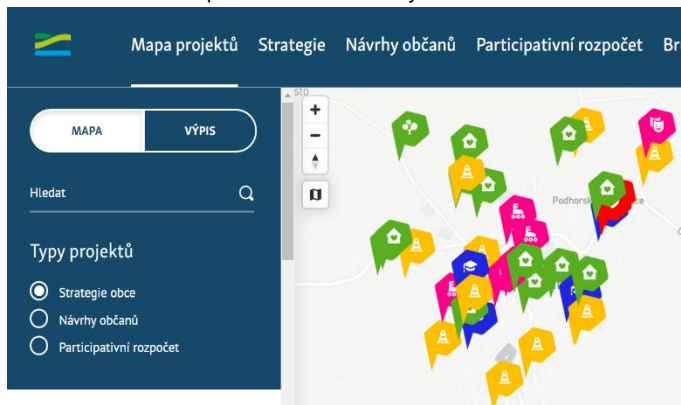 Mapa projektů Strategie Návrhy občanů Participativní rozpočet
MAPA VÝPIS
Hledat
Typy projektů
Strategie obce
Návrhy občanů
Participativní rozpočet